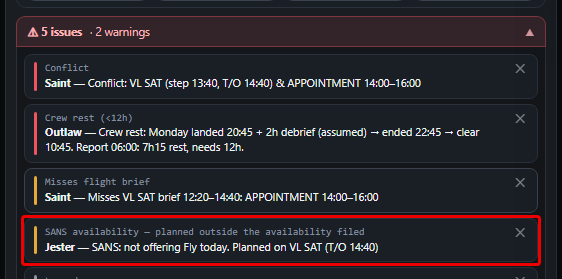 5 issues · 2 warnings
Conflict
Saint — Conflict: VL SAT (step 13:40, T/O 14:40) & APPOINTMENT 14:00–16:00
Crew rest (<12h)
Outlaw — Crew rest: Monday landed 20:45 + 2h debrief (assumed) → ended 22:45 → clear
10:45. Report 06:00: 7h15 rest, needs 12h.
Misses flight brief
Saint — Misses VL SAT brief 12:20–14:40: APPOINTMENT 14:00–16:00
SANS availability — planned outside the availability filed
Jester — SANS: not offering Fly today. Planned on VL SAT (T/O 14:40)